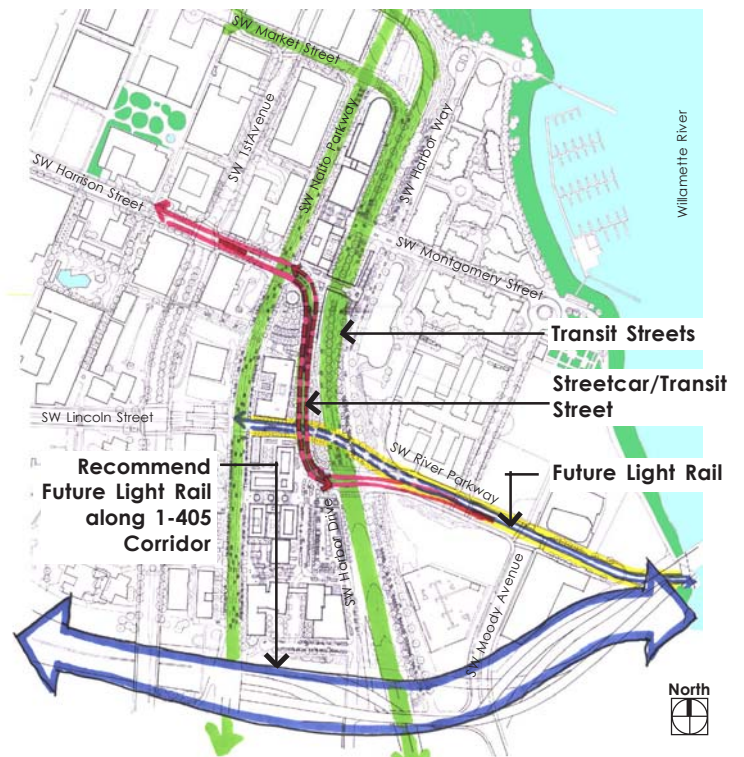 SW Market Street
SW 1stAvenue
SW Naito Parkway
SW Harbor Way
Willamette River
SW Harrison Street
SW Montgomery Street
Transit Streets
Streetcar/Transit
Street
SW Lincoln Street
SW River Parkway
Recommend
Future Light Rail
along 1-405
Corridor
Future Light Rail
SW Harbor Drive
SW Moody Avenue
North